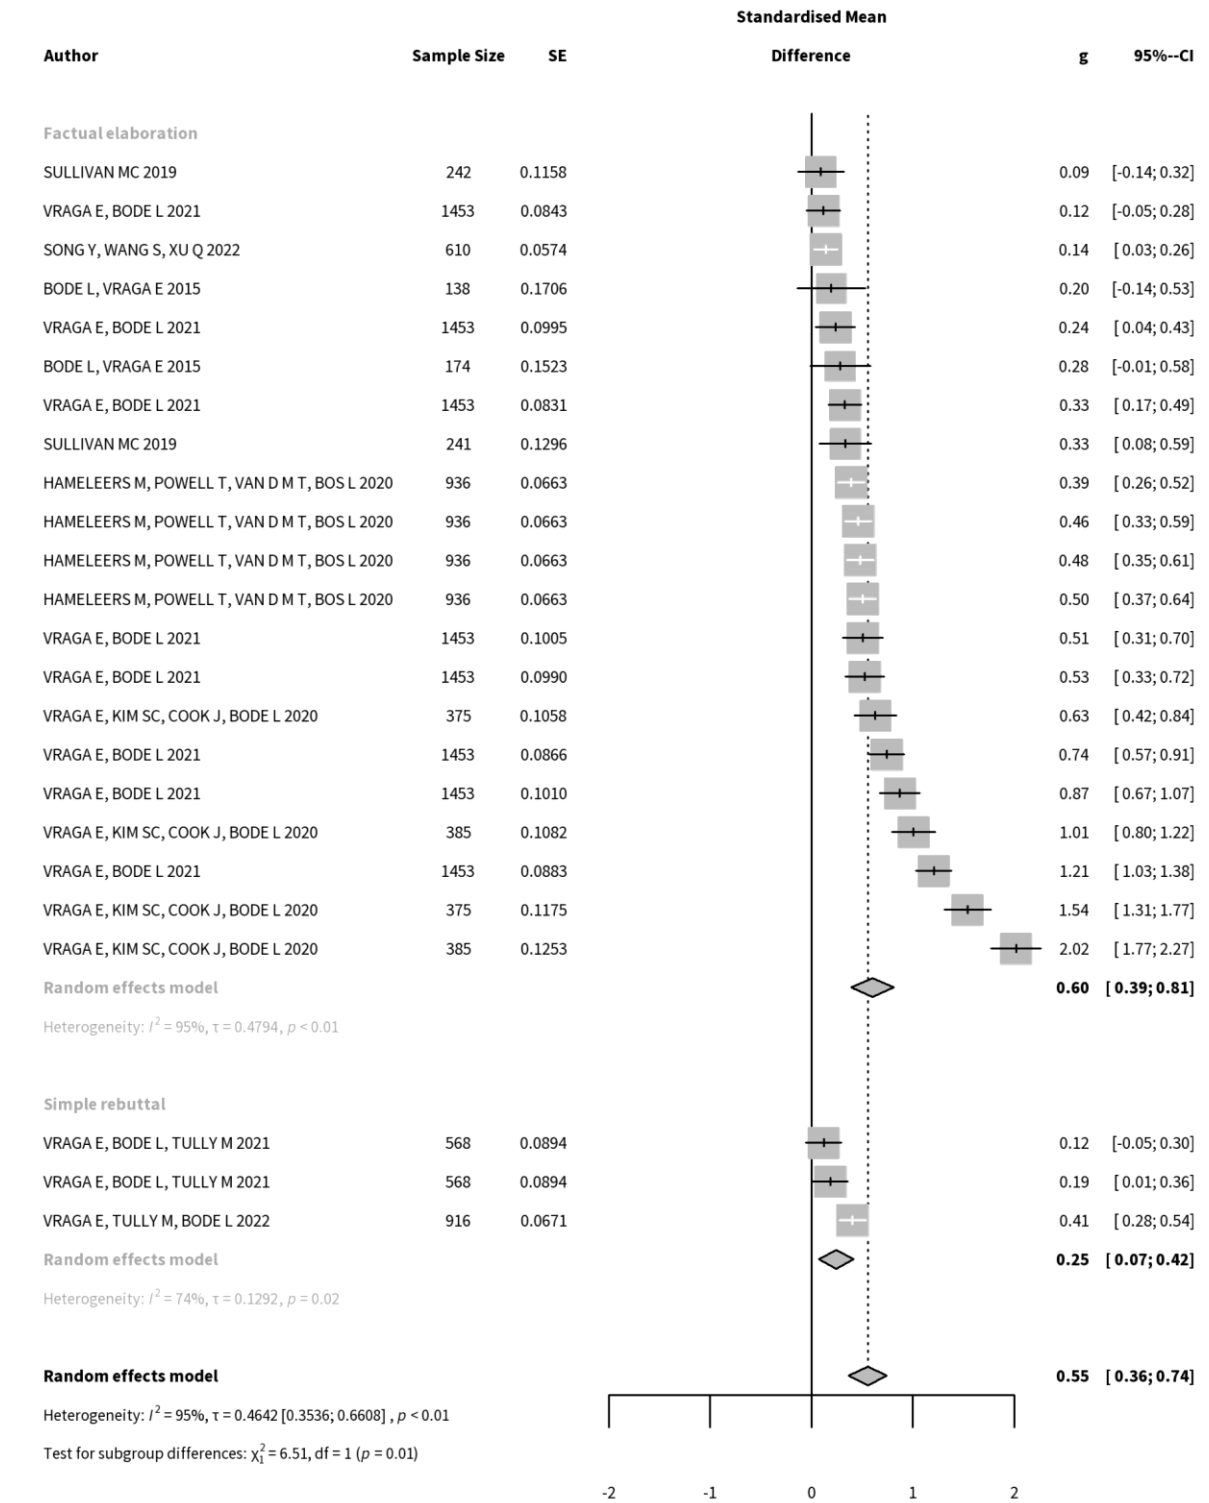 Standardised Mean
Author Sample Size SE Difference g 95%--CI
Factual elaboration
SULLIVAN MC 2019 242 0.1158 0.09 [-0.14; 0.32]
VRAGA E, BODE L 2021 1453 0.0843 0.12 [-0.05; 0.28]
SONG Y, WANG S, XU Q 2022 610 0.0574 0.14 [ 0.03; 0.26]
BODE L, VRAGA E 2015 138 0.1706 0.20 [-0.14; 0.53]
VRAGA E, BODE L 2021 1453 0.0995 0.24 [ 0.04; 0.43]
BODE L, VRAGA E 2015 174 0.1523 0.28 [-0.01; 0.58]
VRAGA E, BODE L 2021 1453 0.0831 0.33 [ 0.17; 0.49]
SULLIVAN MC 2019 241 0.1296 0.33 [ 0.08; 0.59]
HAMELEERS M, POWELL T, VAN D M T, BOS L 2020 936 0.0663 0.39 [ 0.26; 0.52]
HAMELEERS M, POWELL T, VAN D M T, BOS L 2020 936 0.0663 0.46 [ 0.33; 0.59]
HAMELEERS M, POWELL T, VAN D M T, BOS L 2020 936 0.0663 0.48 [ 0.35; 0.61]
HAMELEERS M, POWELL T, VAN D M T, BOS L 2020 936 0.0663 0.50 [ 0.37; 0.64]
VRAGA E, BODE L 2021 1453 0.1005 0.51 [ 0.31; 0.70]
VRAGA E, BODE L 2021 1453 0.0990 0.53 [ 0.33; 0.72]
VRAGA E, KIM SC, COOK J, BODE L 2020 375 0.1058 0.63 [ 0.42; 0.84]
VRAGA E, BODE L 2021 1453 0.0866 0.74 [ 0.57; 0.91]
VRAGA E, BODE L 2021 1453 0.1010 0.87 [ 0.67; 1.07]
VRAGA E, KIM SC, COOK J, BODE L 2020 385 0.1082 1.01 [ 0.80; 1.22]
VRAGA E, BODE L 2021 1453 0.0883 1.21 [ 1.03; 1.38]
VRAGA E, KIM SC, COOK J, BODE L 2020 375 0.1175 1.54 [ 1.31; 1.77]
VRAGA E, KIM SC, COOK J, BODE L 2020 385 0.1253 2.02 [ 1.77; 2.27]
Random effects model 0.60 [ 0.39; 0.81]
Heterogeneity: I² = 95%, τ = 0.4794, p < 0.01
Simple rebuttal
VRAGA E, BODE L, TULLY M 2021 568 0.0894 0.12 [-0.05; 0.30]
VRAGA E, BODE L, TULLY M 2021 568 0.0894 0.19 [ 0.01; 0.36]
VRAGA E, TULLY M, BODE L 2022 916 0.0671 0.41 [ 0.28; 0.54]
Random effects model 0.25 [ 0.07; 0.42]
Heterogeneity: I² = 74%, τ = 0.1292, p = 0.02
Random effects model 0.55 [ 0.36; 0.74]
Heterogeneity: I² = 95%, τ = 0.4642 [0.3536; 0.6608] , p < 0.01
Test for subgroup differences: χ₁² = 6.51, df = 1 (p = 0.01)
-2 -1 0 1 2